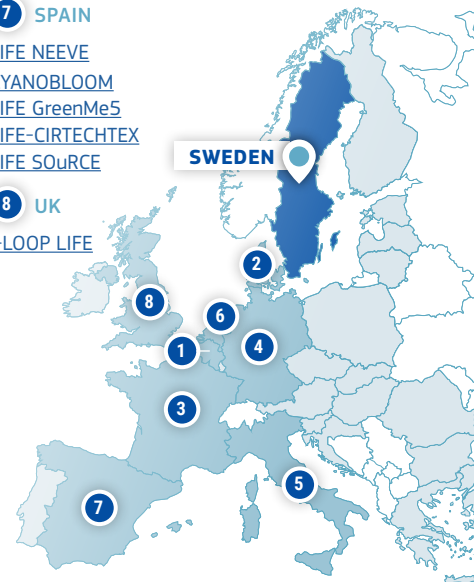 7 SPAIN
IFE NEEVE
YANOBLOOM
IFE GreenMe5
IFE-CIRTECHTEX
IFE SOuRCE
SWEDEN
8 UK
-LOOP LIFE
2
8
6
1
4
3
5
7